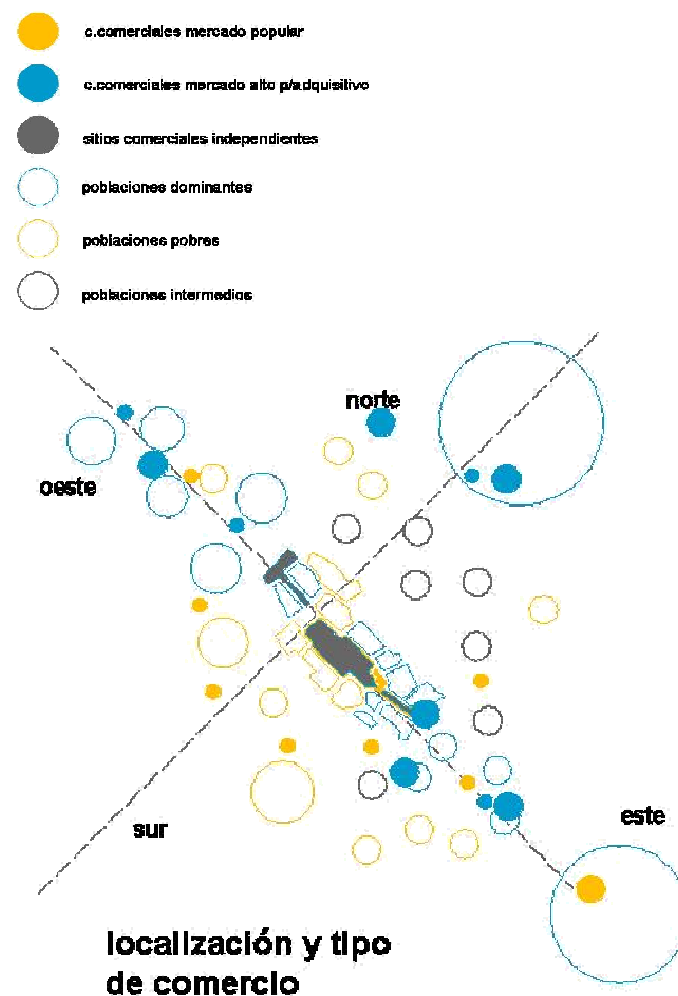 c.comerciales mercado popular
c.comerciales mercado alto p/adquisitivo
sitios comerciales independientes
poblaciones dominantes
poblaciones pobres
poblaciones intermedios
norte
oeste
sur
este
localización y tipo
de comercio